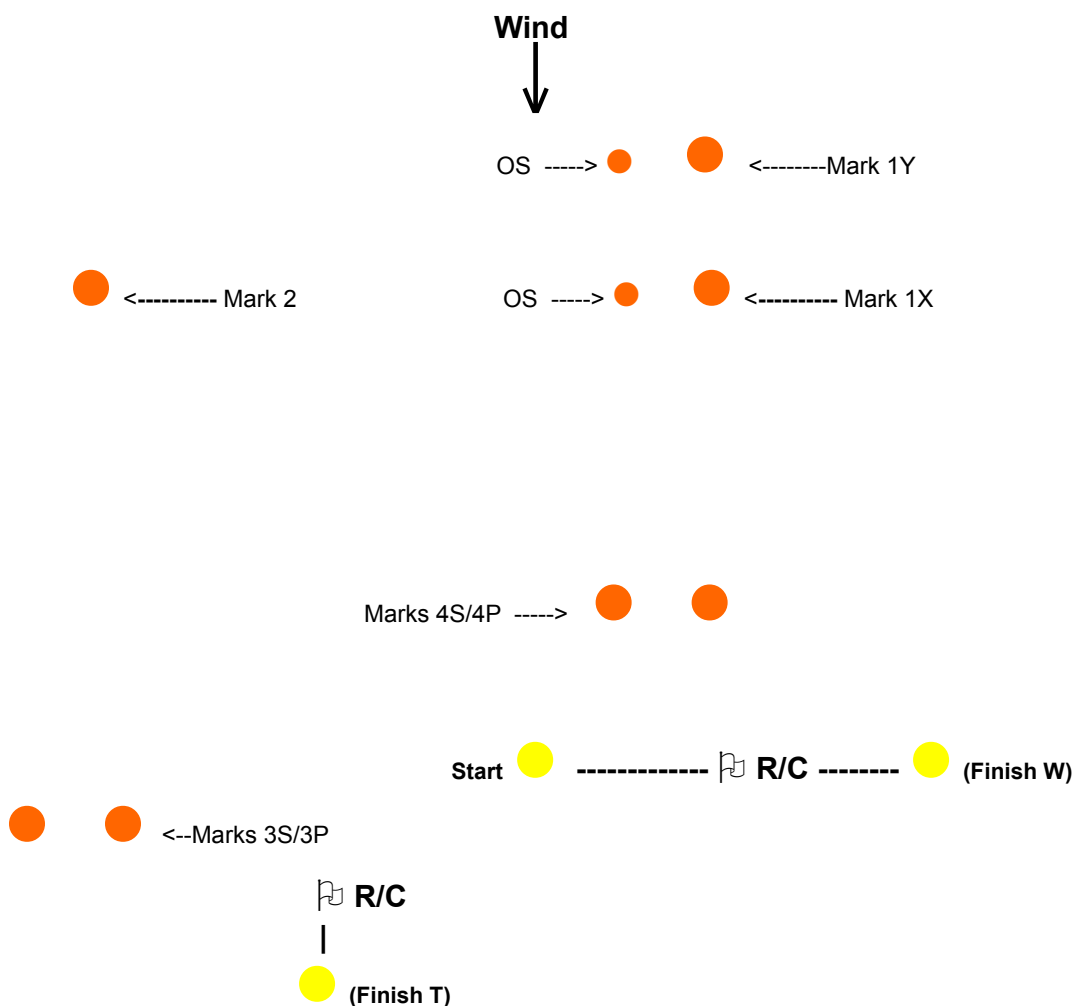 Wind
OS ----->
<--------Mark 1Y
<---------- Mark 2
OS ----->
<---------- Mark 1X
Marks 4S/4P ----->
Start ------------- R/C -------- (Finish W)
<--Marks 3S/3P
R/C
|
(Finish T)